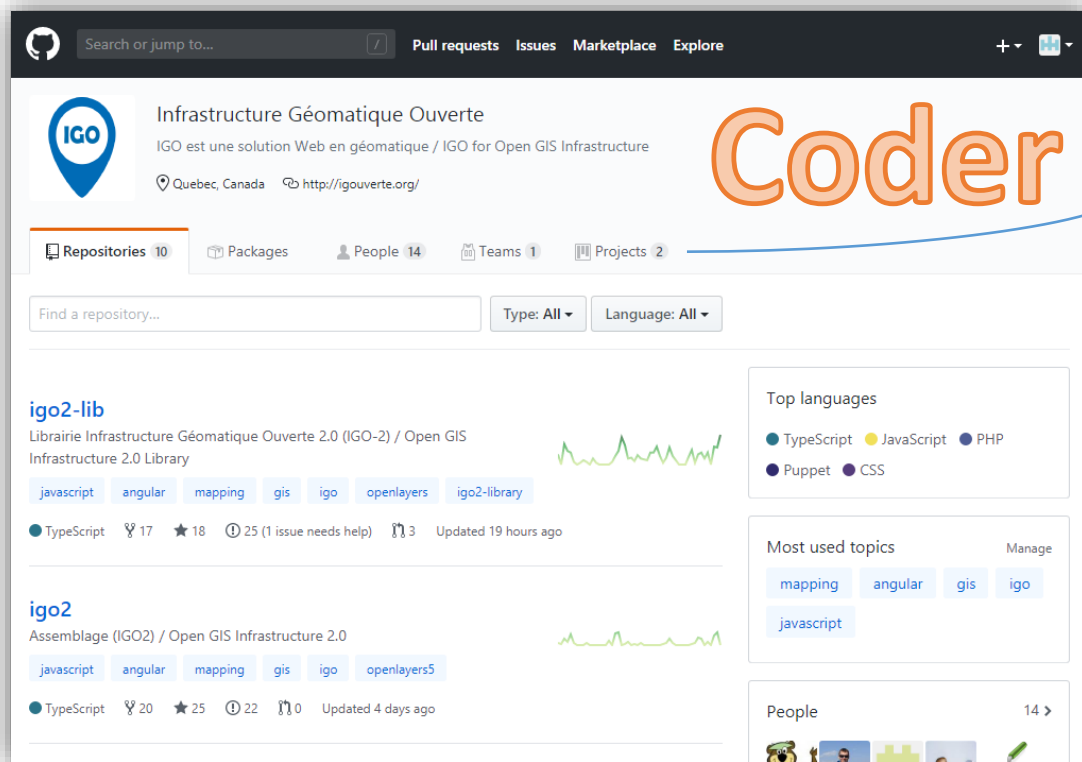 Search or jump to... /
Pull requests Issues Marketplace Explore
IGO
Infrastructure Géomatique Ouverte
IGO est une solution Web en géomatique / IGO for Open GIS Infrastructure
Quebec, Canada http://igouverte.org/
Coder
Repositories 10 Packages People 14 Teams 1 Projects 2
Find a repository... Type: All Language: All
igo2-lib
Librairie Infrastructure Géomatique Ouverte 2.0 (IGO-2) / Open GIS
Infrastructure 2.0 Library
javascript angular mapping gis igo openlayers igo2-library
TypeScript 17 18 25 (1 issue needs help) 3 Updated 19 hours ago
igo2
Assemblage (IGO2) / Open GIS Infrastructure 2.0
javascript angular mapping gis igo openlayers5
TypeScript 20 25 22 0 Updated 4 days ago
Top languages
TypeScript JavaScript PHP
Puppet CSS
Most used topics Manage
mapping angular gis igo
javascript
People 14 >